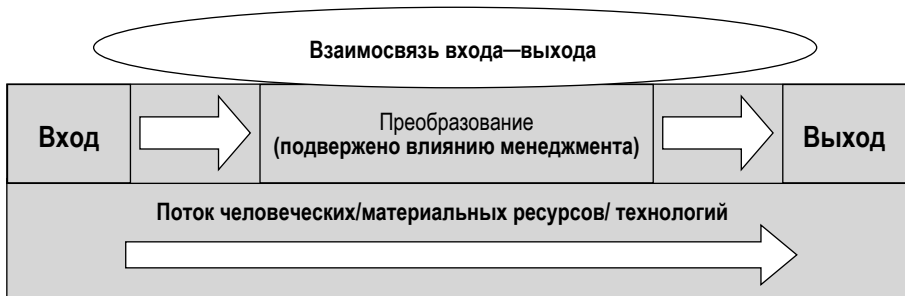 Взаимосвязь входа—выхода
Вход
Преобразование
(подвержено влиянию менеджмента)
Выход
Поток человеческих/материальных ресурсов/ технологий